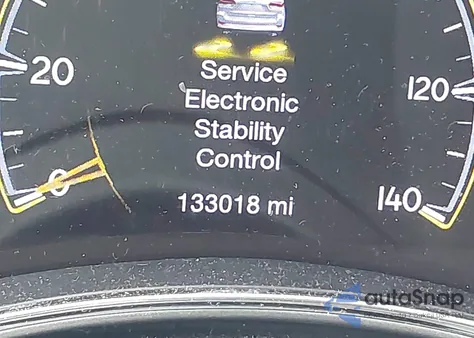 20
120
Service
Electronic
Stability
Control
0
133018 mi
140
autoSnap